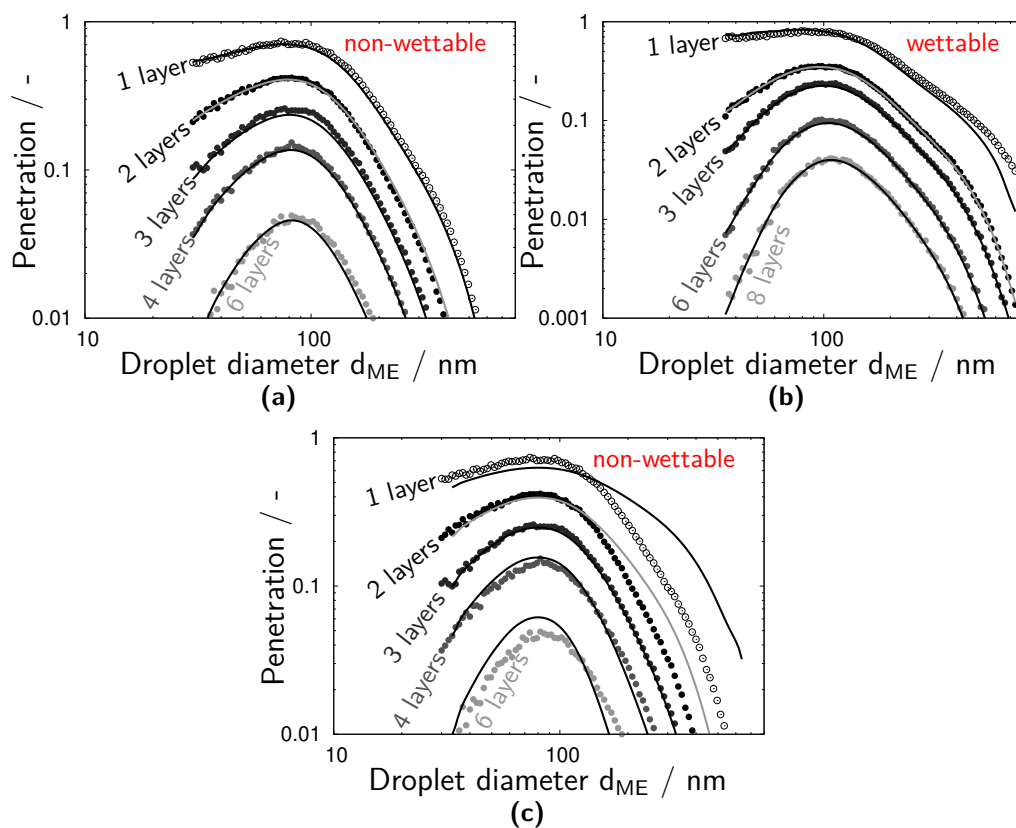 1
0.1
0.01
10
100
Penetration / -
Droplet diameter d_ME / nm
non-wettable
1 layer
2 layers
3 layers
4 layers
6 layers
(a)
1
0.1
0.01
0.001
10
100
Penetration / -
Droplet diameter d_ME / nm
wettable
1 layer
2 layers
3 layers
6 layers
8 layers
(b)
1
0.1
0.01
10
100
Penetration / -
Droplet diameter d_ME / nm
non-wettable
1 layer
2 layers
3 layers
4 layers
6 layers
(c)